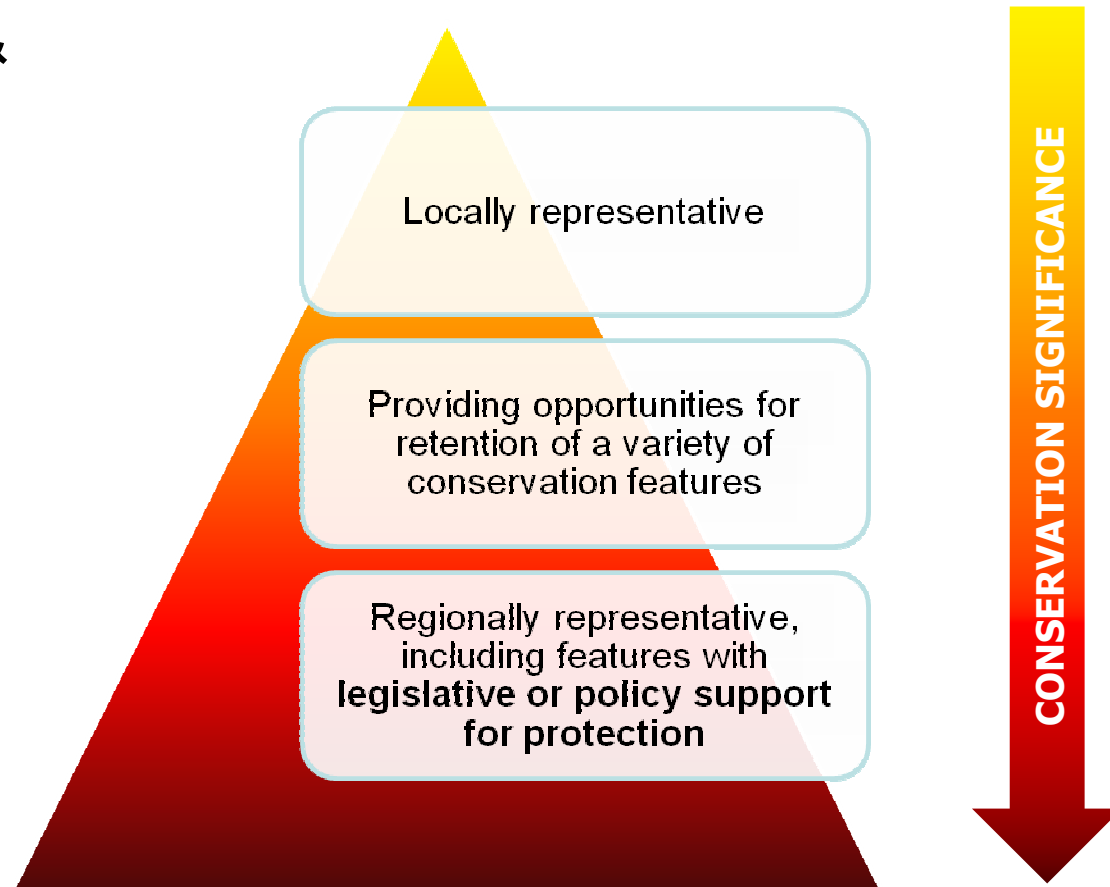 &
Locally representative
Providing opportunities for
retention of a variety of
conservation features
Regionally representative,
including features with
legislative or policy support
for protection
CONSERVATION SIGNIFICANCE